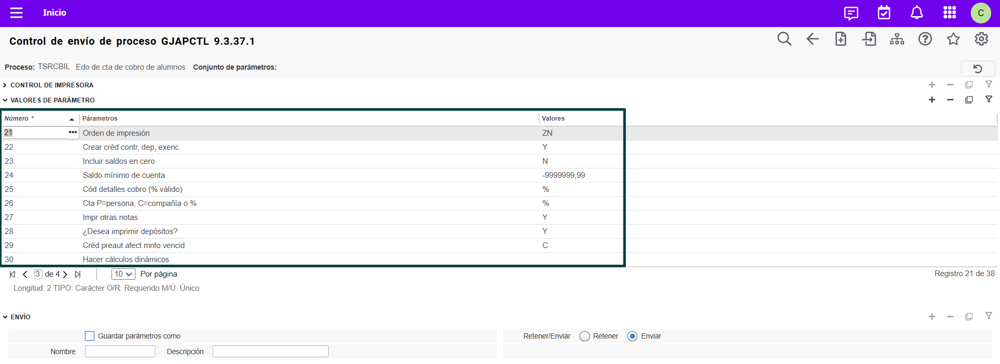 Inicio
C
Control de envío de proceso GJAPCTL 9.3.37.1
Proceso: TSRCBIL Edo de cta de cobro de alumnos Conjunto de parámetros:
CONTROL DE IMPRESORA
VALORES DE PARÁMETRO
Número * Párametros Valores
21 ••• Orden de impresión ZN
22 Crear créd contr, dep, exenc Y
23 Incluir saldos en cero N
24 Saldo mínimo de cuenta -9999999,99
25 Cód detalles cobro (% válido) %
26 Cta P=persona, C=compañía o % %
27 Impr otras notas Y
28 ¿Desea imprimir depósitos? Y
29 Créd preaut afect mnto vencid C
30 Hacer cálculos dinámicos
3 de 4 10 Por página Registro 21 de 38
Longitud: 2 TIPO: Carácter O/R: Requerido M/Ú: Único
ENVÍO
Guardar parámetros como Retener/Enviar Retener Enviar
Nombre Descripción